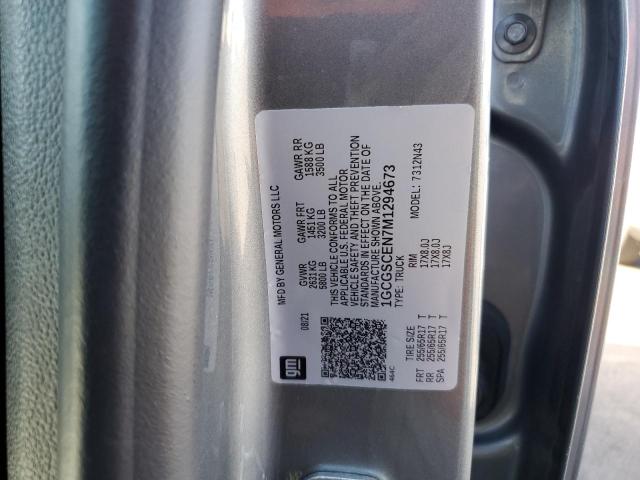 MFD BY GENERAL MOTORS LLC
08/21
GVWR GAWR FRT GAWR RR
2631 KG 1451 KG 1588 KG
5800 LB 3200 LB 3500 LB
THIS VEHICLE CONFORMS TO ALL
APPLICABLE U.S. FEDERAL MOTOR
VEHICLE SAFETY AND THEFT PREVENTION
STANDARDS IN EFFECT ON THE DATE OF
MANUFACTURE SHOWN ABOVE.
1GCGSCEN7M1294673
TYPE: TRUCK MODEL: 7312N43
TIRE SIZE RIM
FRT 255/65R17 T 17X8.0J
RR 255/65R17 T 17X8.0J
SPA 255/65R17 T 17X8J
gm
464C